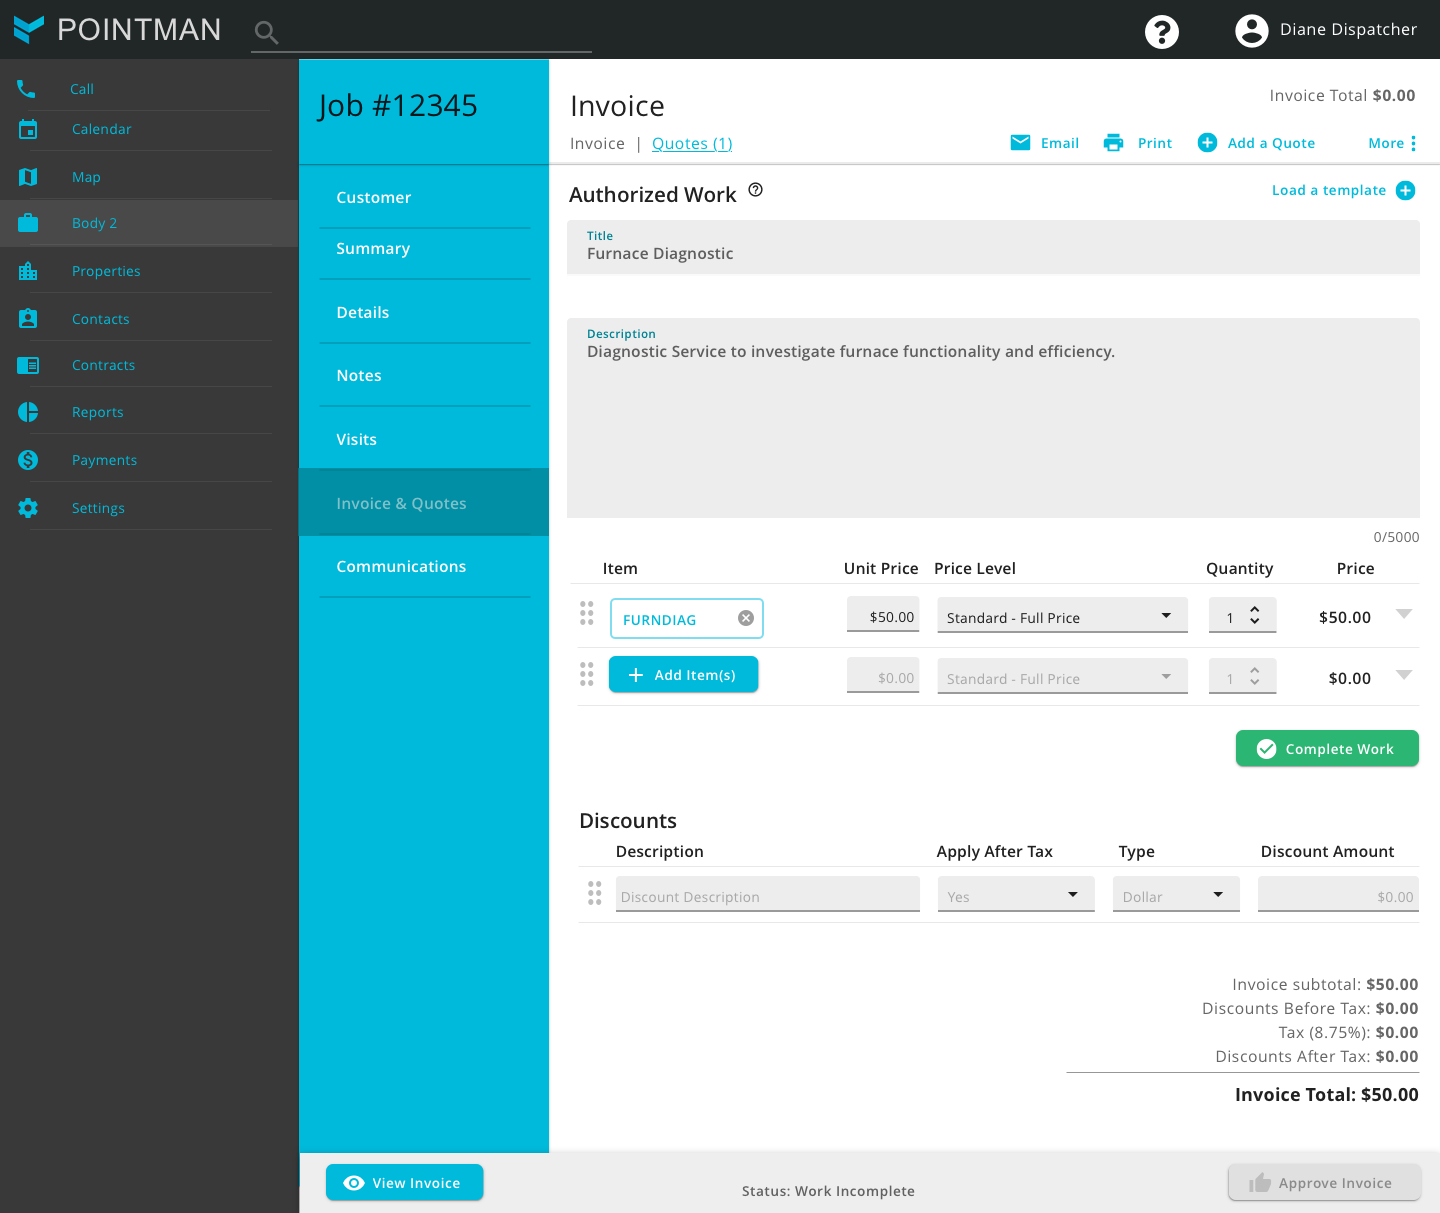 POINTMAN
Diane Dispatcher
Call
Calendar
Map
Body 2
Properties
Contacts
Contracts
Reports
Payments
Settings
Job #12345
Customer
Summary
Details
Notes
Visits
Invoice & Quotes
Communications
Invoice
Invoice Total $0.00
Invoice | Quotes (1)
Email Print Add a Quote More
Authorized Work
Load a template
Title
Furnace Diagnostic
Description
Diagnostic Service to investigate furnace functionality and efficiency.
0/5000
Item Unit Price Price Level Quantity Price
FURNDIAG $50.00 Standard - Full Price 1 $50.00
Add Item(s) $0.00 Standard - Full Price 1 $0.00
Complete Work
Discounts
Description Apply After Tax Type Discount Amount
Discount Description Yes Dollar $0.00
Invoice subtotal: $50.00
Discounts Before Tax: $0.00
Tax (8.75%): $0.00
Discounts After Tax: $0.00
Invoice Total: $50.00
View Invoice
Status: Work Incomplete
Approve Invoice